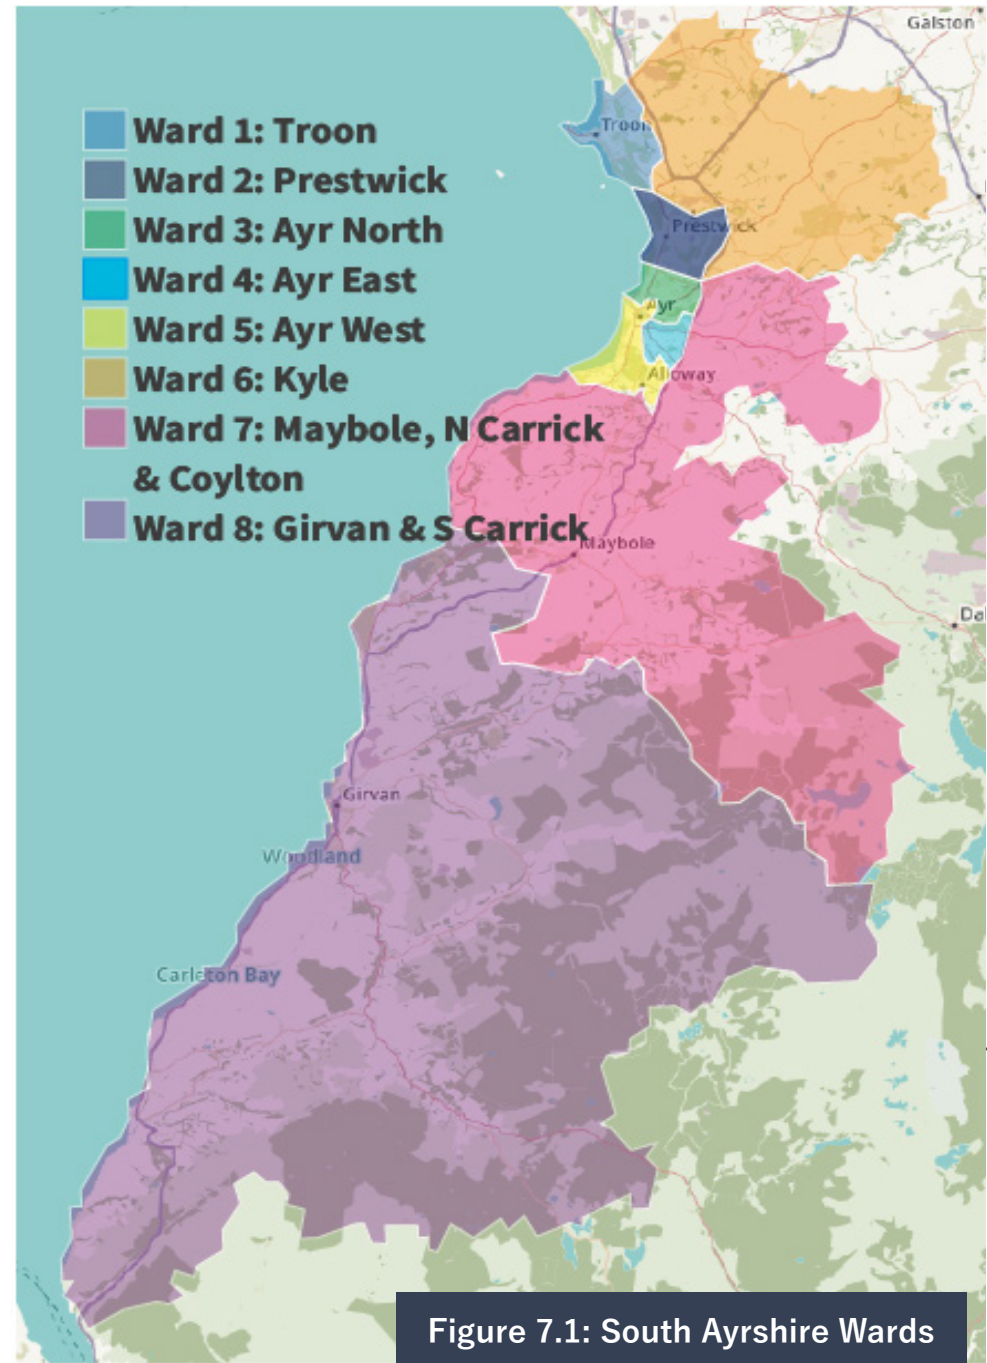 Galston
Ward 1: Troon
Troon
Ward 2: Prestwick
Prestwick
Ward 3: Ayr North
Ward 4: Ayr East
Ayr
Ward 5: Ayr West
Alloway
Ward 6: Kyle
Ward 7: Maybole, N Carrick
& Coylton
Ward 8: Girvan & S Carrick
Maybole
Dal
Girvan
Woodland
Carleton Bay
Figure 7.1: South Ayrshire Wards